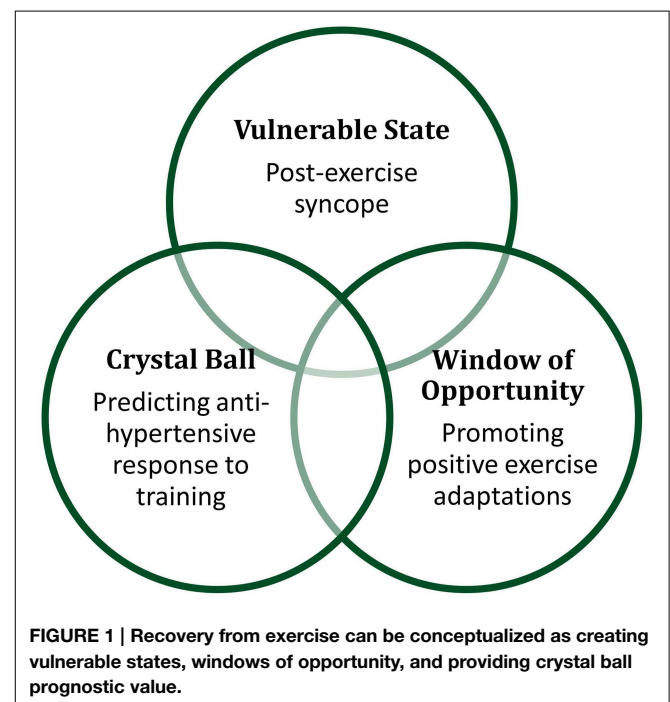 Vulnerable State
Post-exercise
syncope
Crystal Ball
Predicting anti-
hypertensive
response to
training
Window of
Opportunity
Promoting
positive exercise
adaptations
FIGURE 1 | Recovery from exercise can be conceptualized as creating
vulnerable states, windows of opportunity, and providing crystal ball
prognostic value.